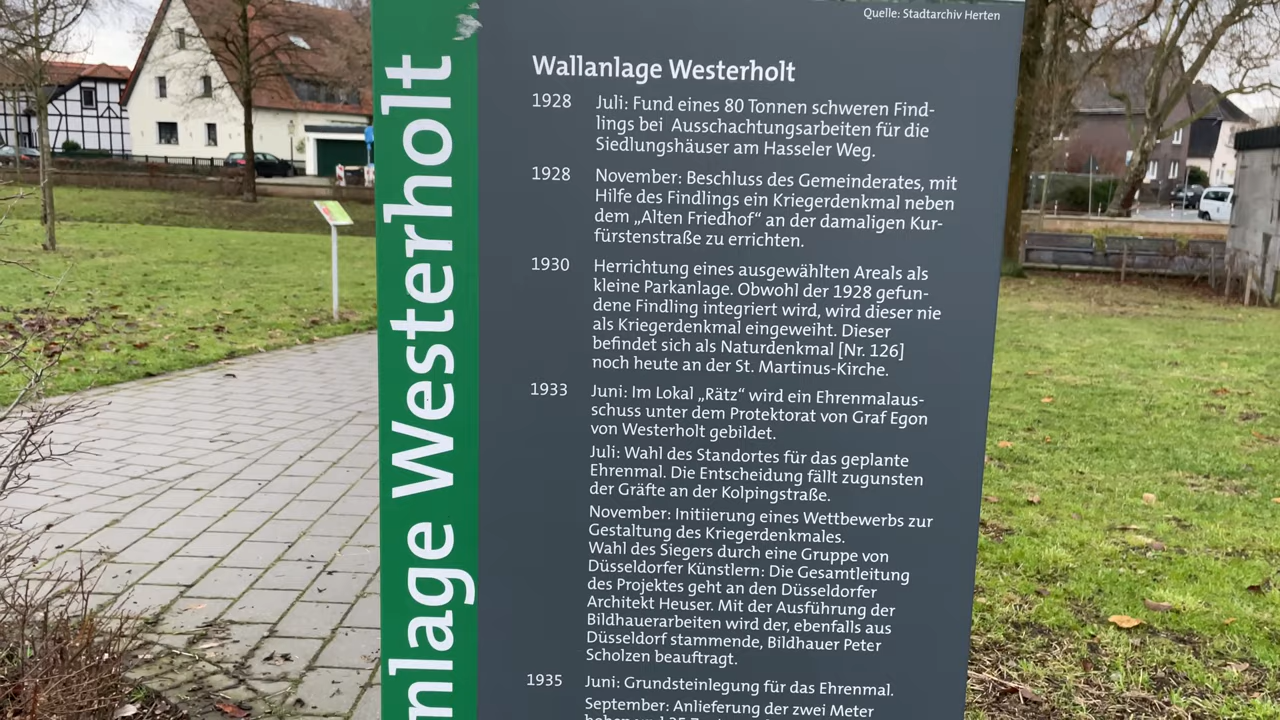 Quelle: Stadtarchiv Herten
nlage Westerholt
Wallanlage Westerholt
1928 Juli: Fund eines 80 Tonnen schweren Find-
lings bei Ausschachtungsarbeiten für die
Siedlungshäuser am Hasseler Weg.
1928 November: Beschluss des Gemeinderates, mit
Hilfe des Findlings ein Kriegerdenkmal neben
dem „Alten Friedhof“ an der damaligen Kur-
fürstenstraße zu errichten.
1930 Herrichtung eines ausgewählten Areals als
kleine Parkanlage. Obwohl der 1928 gefun-
dene Findling integriert wird, wird dieser nie
als Kriegerdenkmal eingeweiht. Dieser
befindet sich als Naturdenkmal [Nr. 126]
noch heute an der St. Martinus-Kirche.
1933 Juni: Im Lokal „Rätz“ wird ein Ehrenmalaus-
schuss unter dem Protektorat von Graf Egon
von Westerholt gebildet.
Juli: Wahl des Standortes für das geplante
Ehrenmal. Die Entscheidung fällt zugunsten
der Gräfte an der Kolpingstraße.
November: Initiierung eines Wettbewerbs zur
Gestaltung des Kriegerdenkmales.
Wahl des Siegers durch eine Gruppe von
Düsseldorfer Künstlern: Die Gesamtleitung
des Projektes geht an den Düsseldorfer
Architekt Heuser. Mit der Ausführung der
Bildhauerarbeiten wird der, ebenfalls aus
Düsseldorf stammende, Bildhauer Peter
Scholzen beauftragt.
1935 Juni: Grundsteinlegung für das Ehrenmal.
September: Anlieferung der zwei Meter